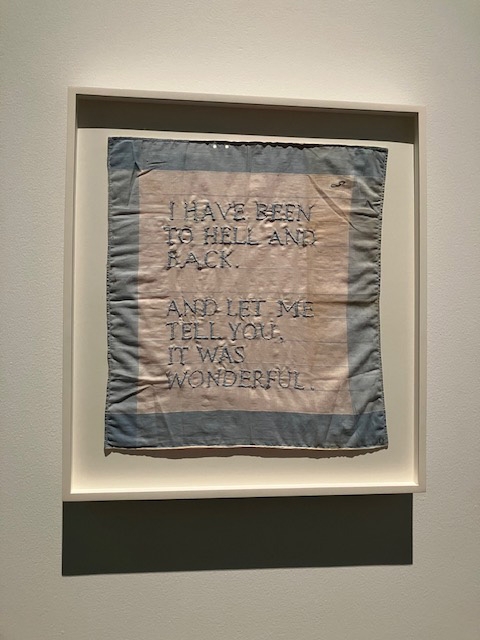 I HAVE BEEN
TO HELL AND
BACK.
AND LET ME
TELL YOU,
IT WAS
WONDERFUL.